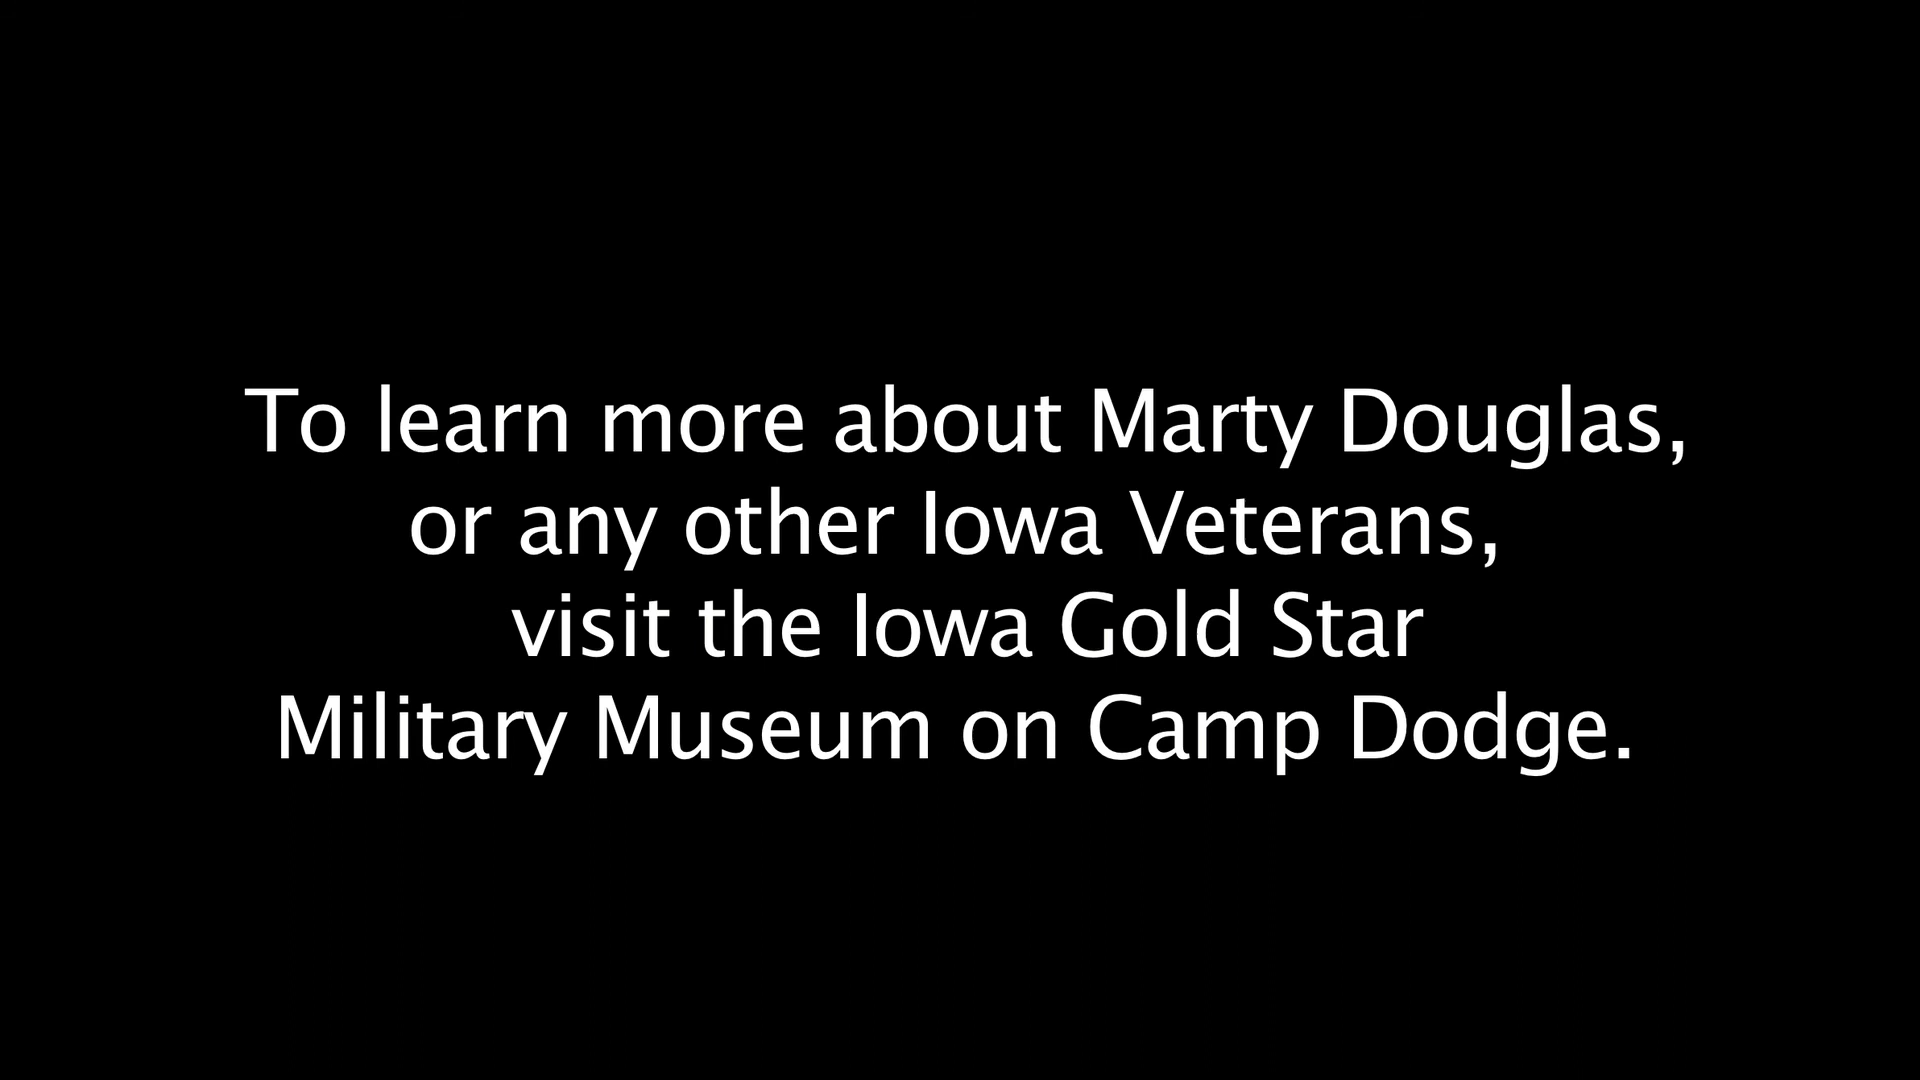 To learn more about Marty Douglas,
or any other Iowa Veterans,
visit the Iowa Gold Star
Military Museum on Camp Dodge.